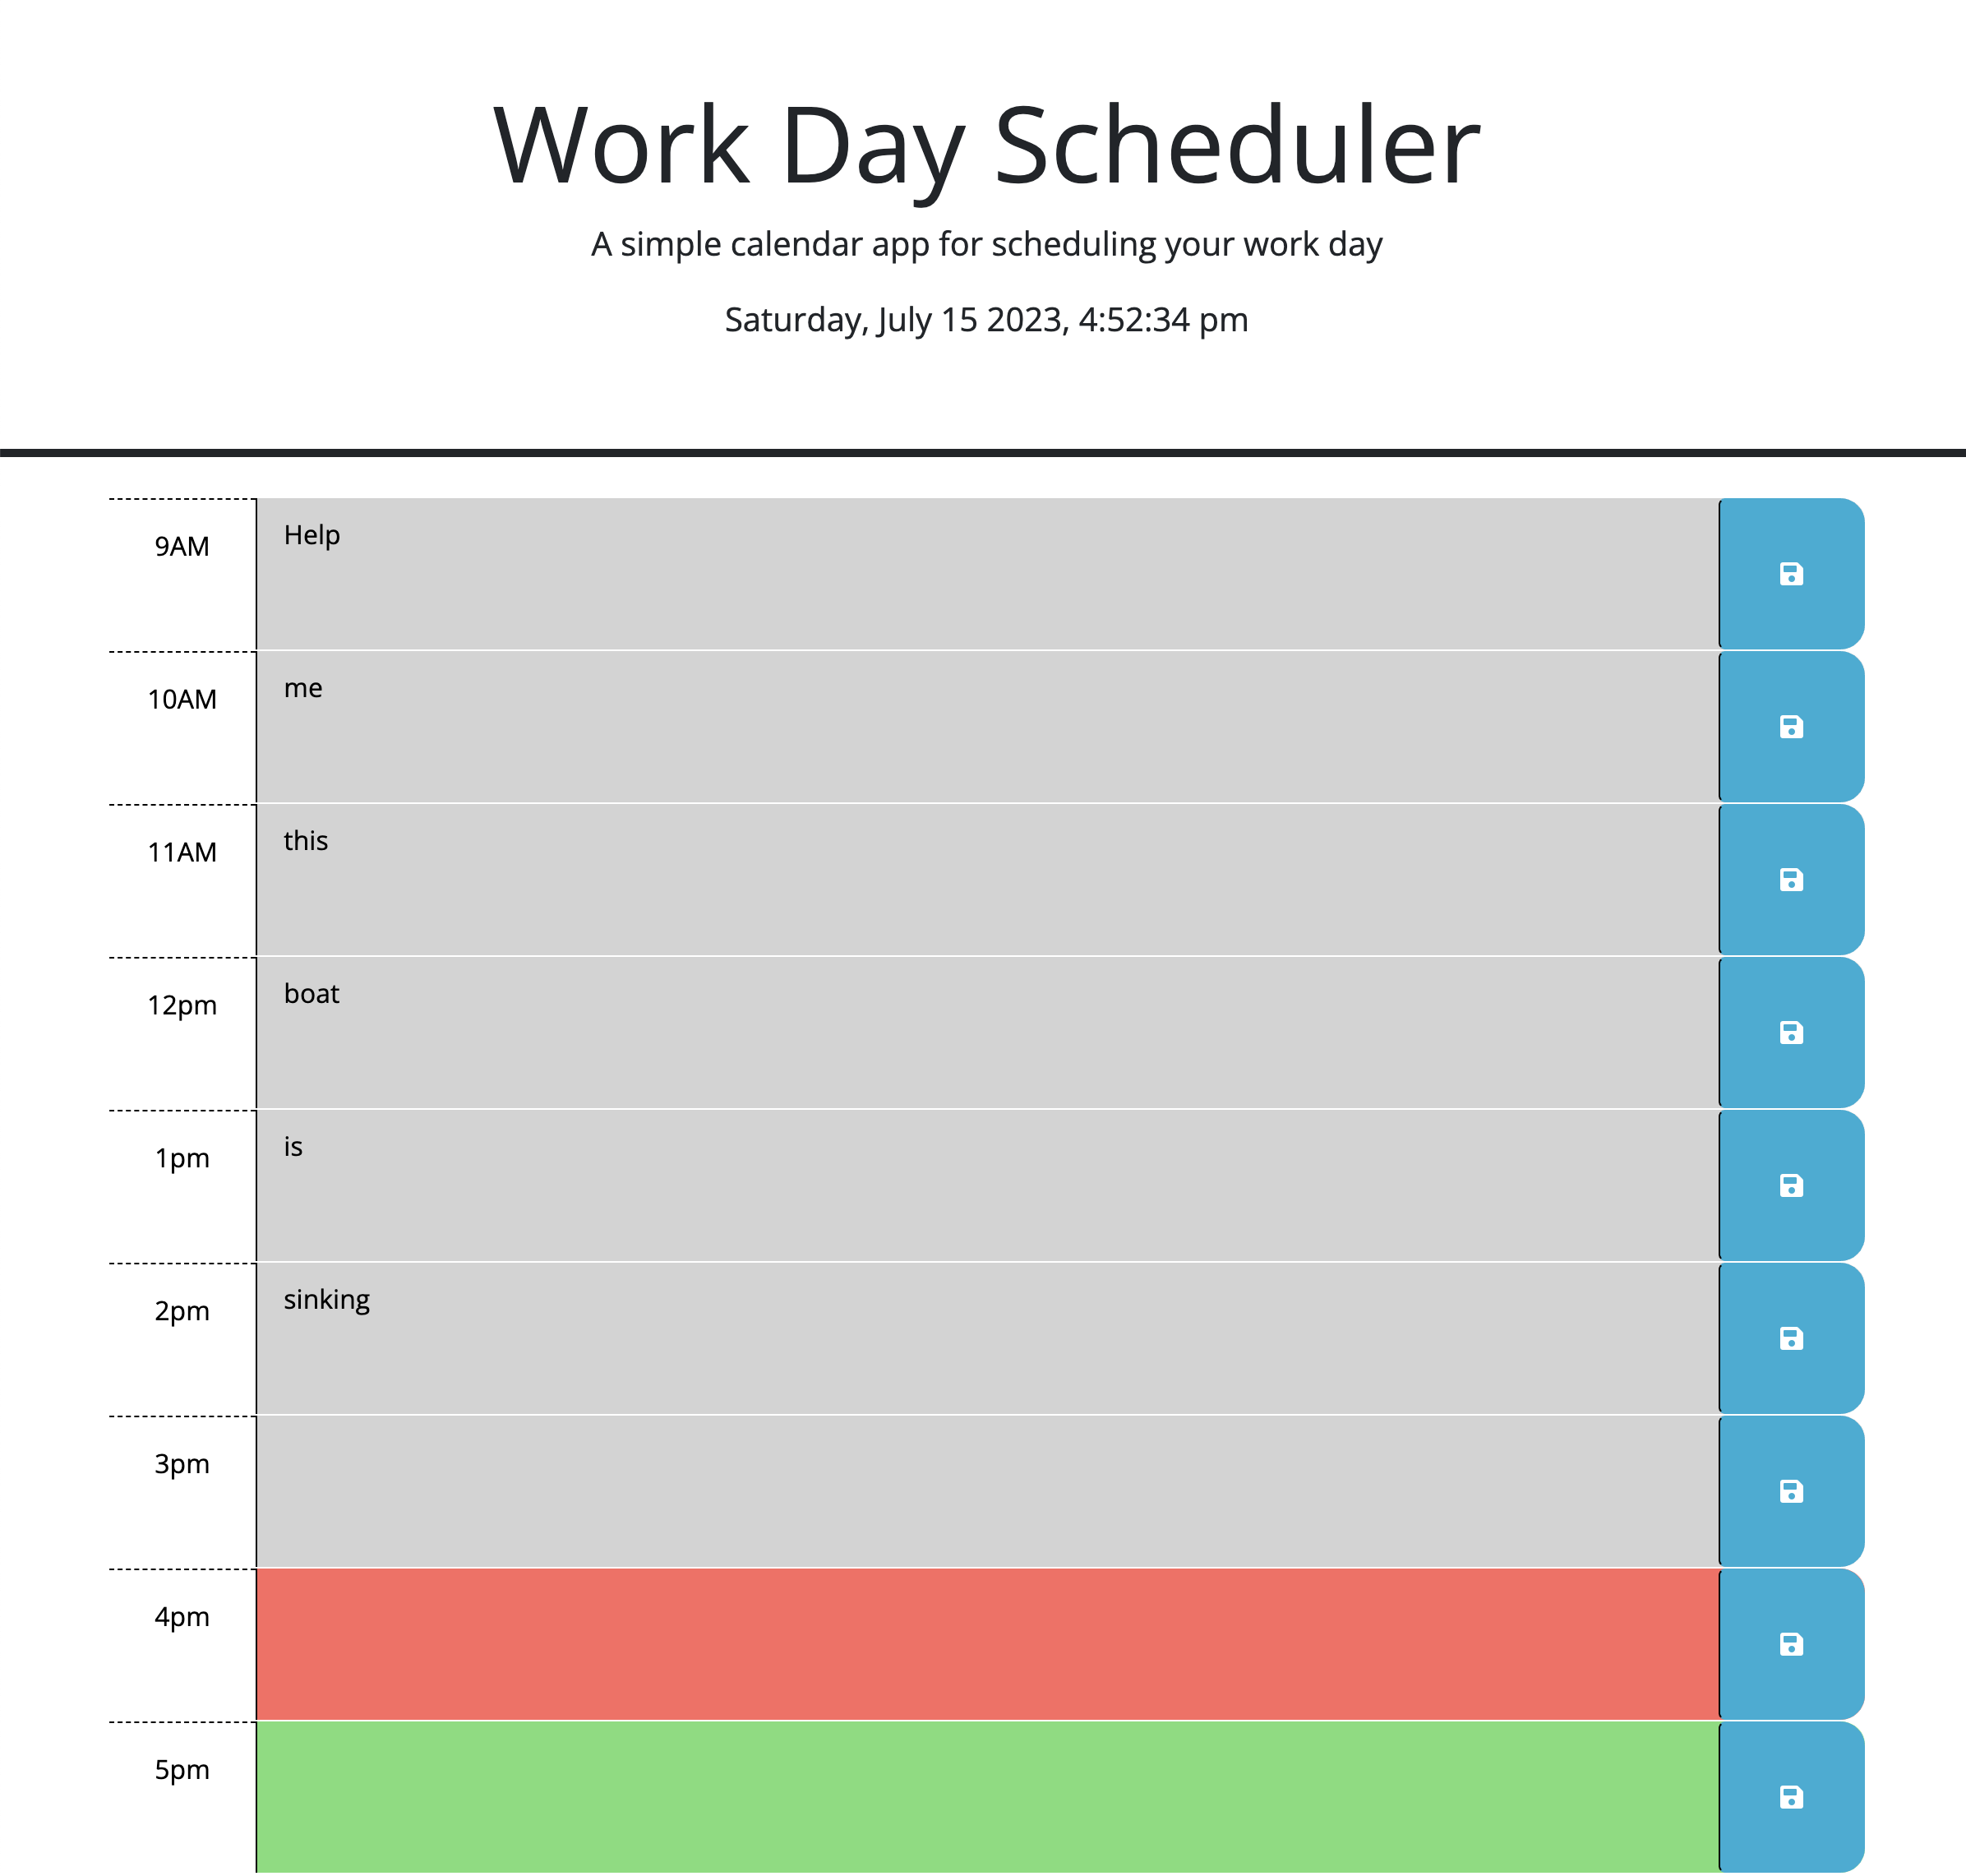 Work Day Scheduler
A simple calendar app for scheduling your work day
Saturday, July 15 2023, 4:52:34 pm
9AM Help
10AM me
11AM this
12pm boat
1pm is
2pm sinking
3pm
4pm
5pm